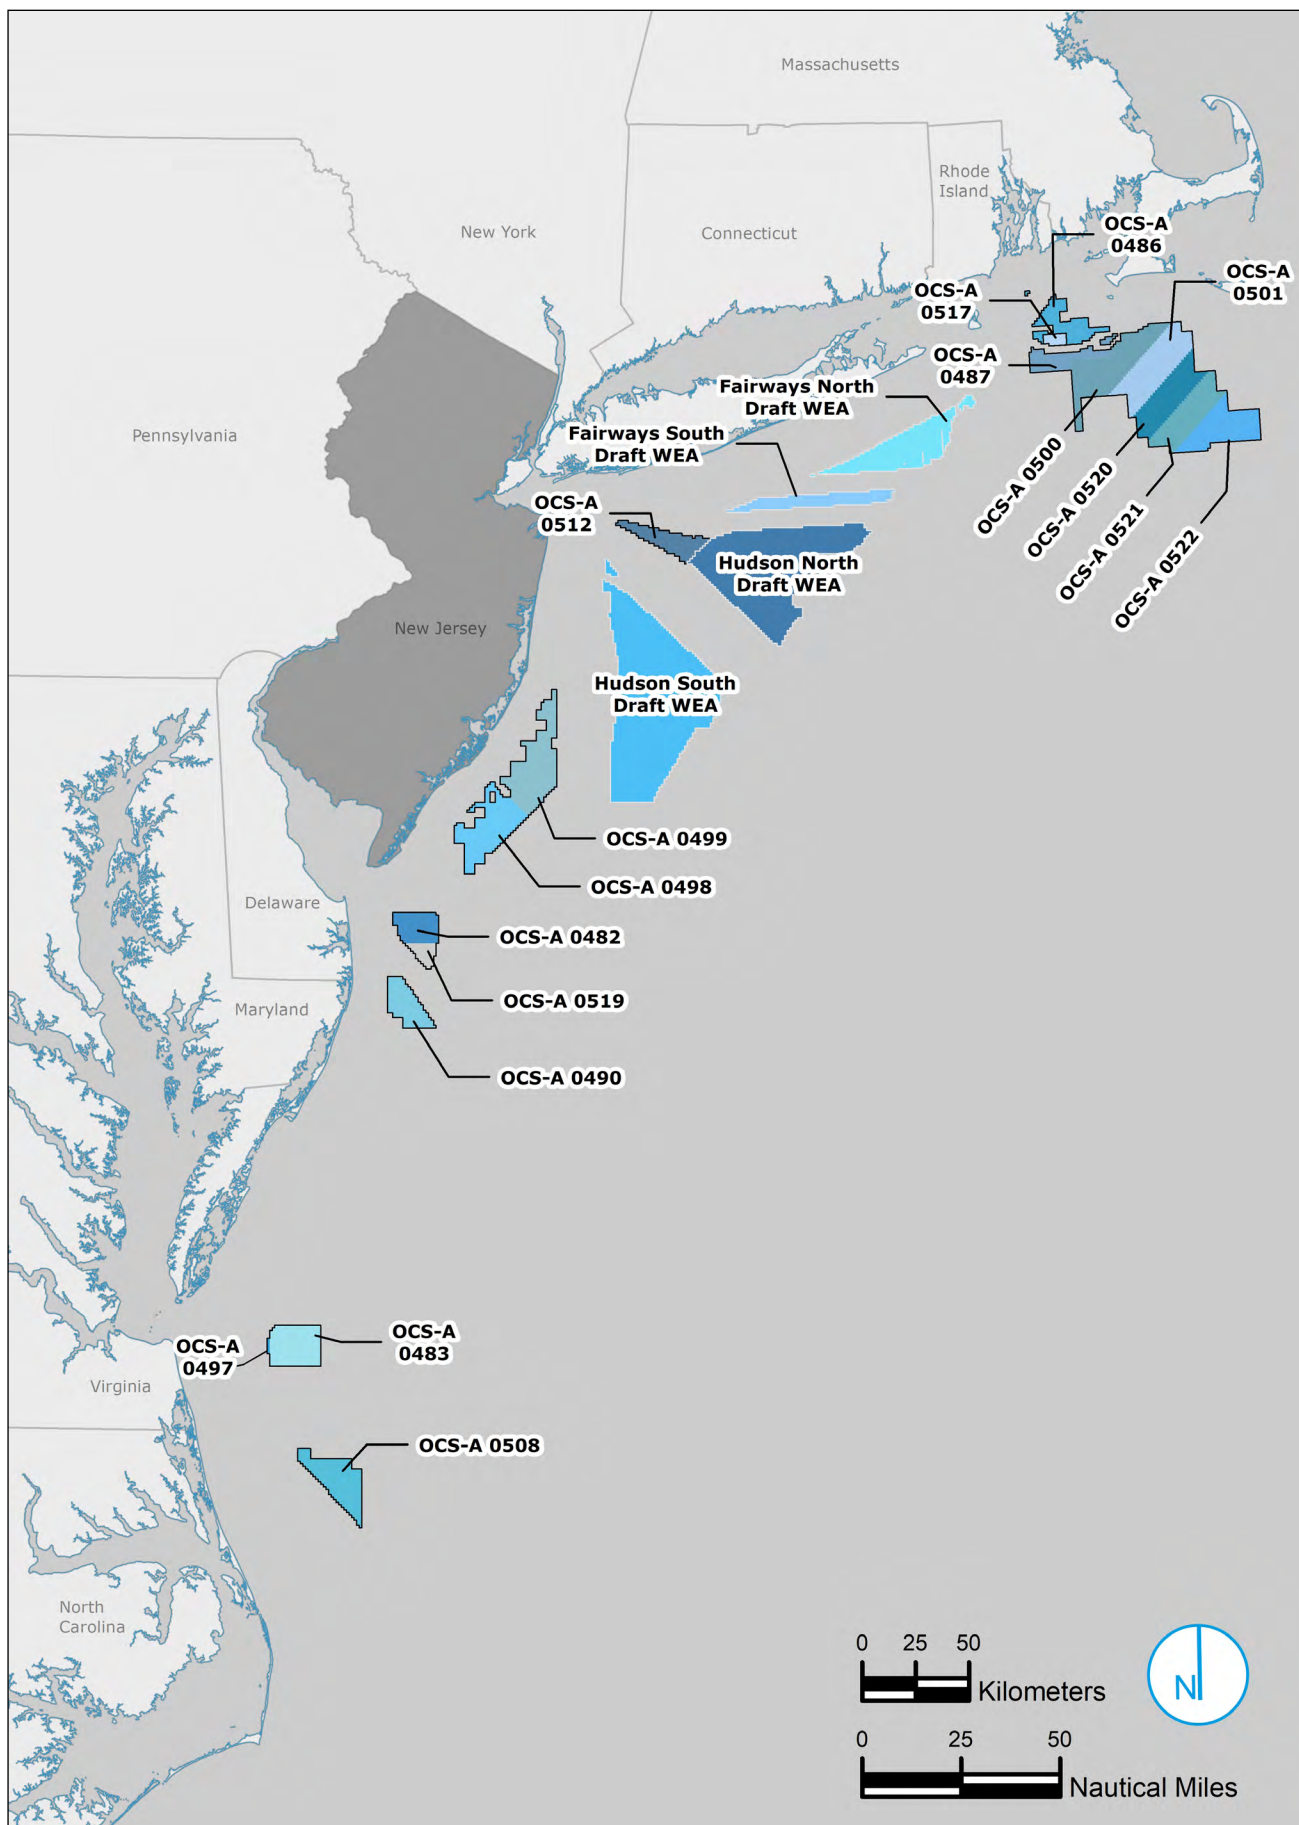 Massachusetts
Rhode
Island
New York
Connecticut
OCS-A
0486
OCS-A
0501
OCS-A
0517
OCS-A
0487
Fairways North
Draft WEA
Fairways South
Draft WEA
Pennsylvania
OCS-A 0500
OCS-A 0520
OCS-A 0521
OCS-A 0522
OCS-A
0512
Hudson North
Draft WEA
New Jersey
Hudson South
Draft WEA
OCS-A 0499
OCS-A 0498
Delaware
OCS-A 0482
OCS-A 0519
Maryland
OCS-A 0490
OCS-A
0497
OCS-A
0483
Virginia
OCS-A 0508
North
Carolina
0 25 50
Kilometers
N
0 25 50
Nautical Miles